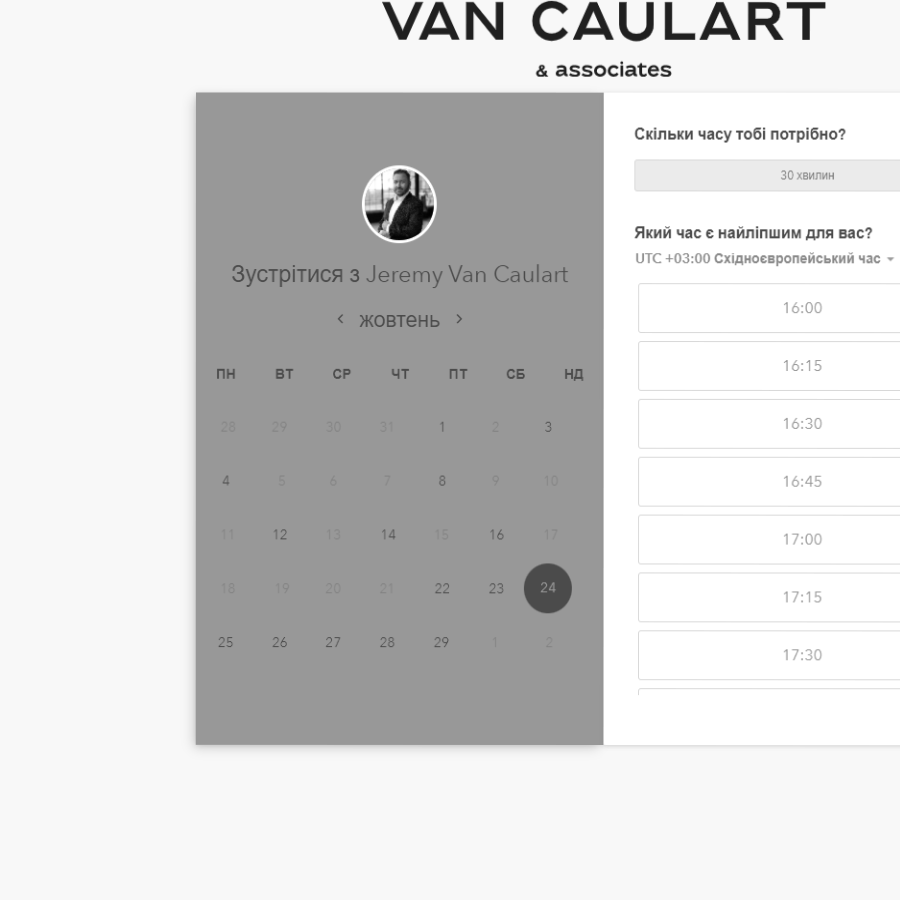 VAN CAULART
& associates
Зустрітися з Jeremy Van Caulart
жовтень
ПН ВТ СР ЧТ ПТ СБ НД
28 29 30 31 1 2 3
4 5 6 7 8 9 10
11 12 13 14 15 16 17
18 19 20 21 22 23 24
25 26 27 28 29 1 2
Скільки часу тобі потрібно?
30 хвилин
Який час є найліпшим для вас?
UTC +03:00 Східноєвропейський час
16:00
16:15
16:30
16:45
17:00
17:15
17:30